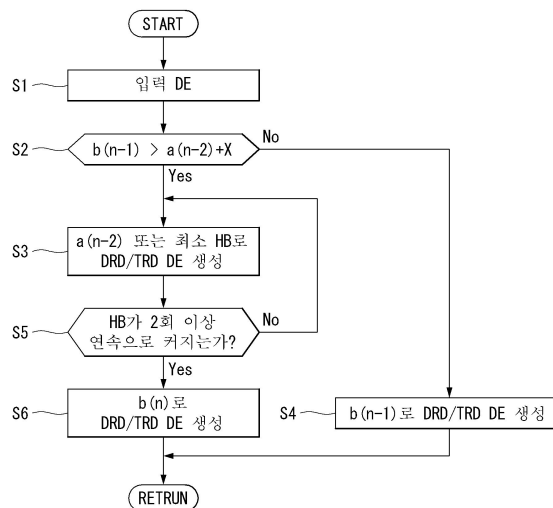 START
S1
입력 DE
S2
b(n-1) > a(n-2)+X
No
Yes
S3
a(n-2) 또는 최소 HB로
DRD/TRD DE 생성
S5
HB가 2회 이상
연속으로 커지는가?
No
Yes
S6
b(n)로
DRD/TRD DE 생성
S4
b(n-1)로 DRD/TRD DE 생성
RETRUN